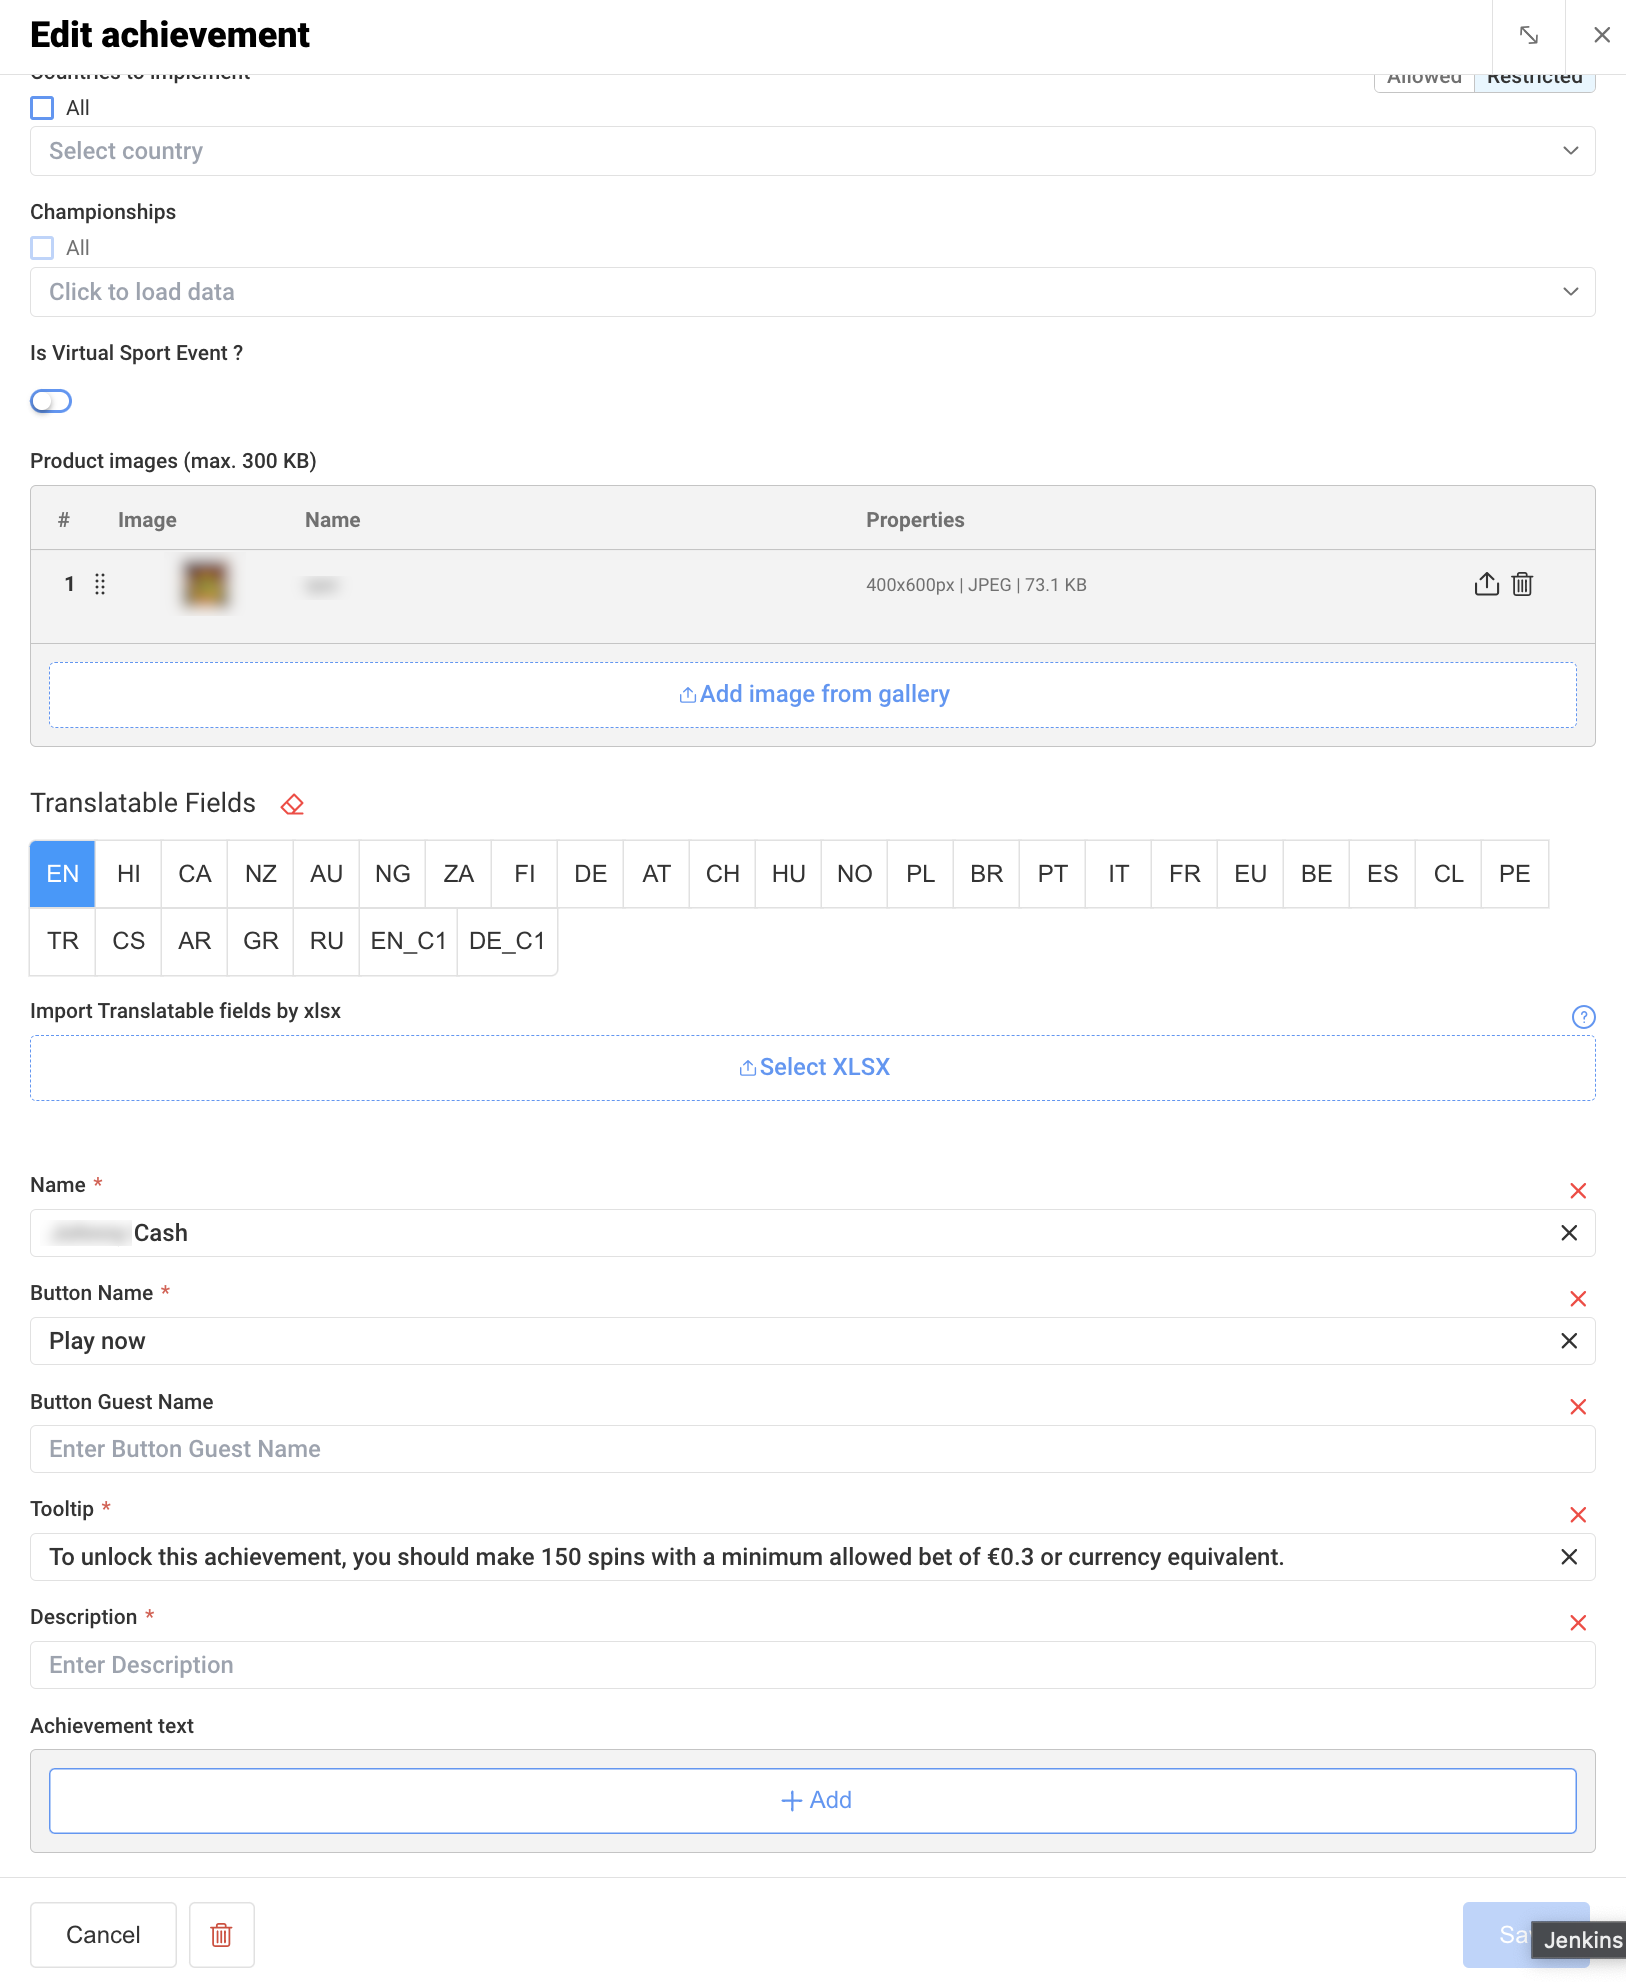 Edit achievement
Countries to implement
Allowed Restricted
All
Select country
Championships
All
Click to load data
Is Virtual Sport Event ?
Product images (max. 300 KB)
# Image Name Properties
1 400x600px | JPEG | 73.1 KB
Add image from gallery
Translatable Fields
EN HI CA NZ AU NG ZA FI DE AT CH HU NO PL BR PT IT FR EU BE ES CL PE
TR CS AR GR RU EN_C1 DE_C1
Import Translatable fields by xlsx
?
Select XLSX
Name *
Cash
Button Name *
Play now
Button Guest Name
Enter Button Guest Name
Tooltip *
To unlock this achievement, you should make 150 spins with a minimum allowed bet of €0.3 or currency equivalent.
Description *
Enter Description
Achievement text
+ Add
Cancel
Jenkins